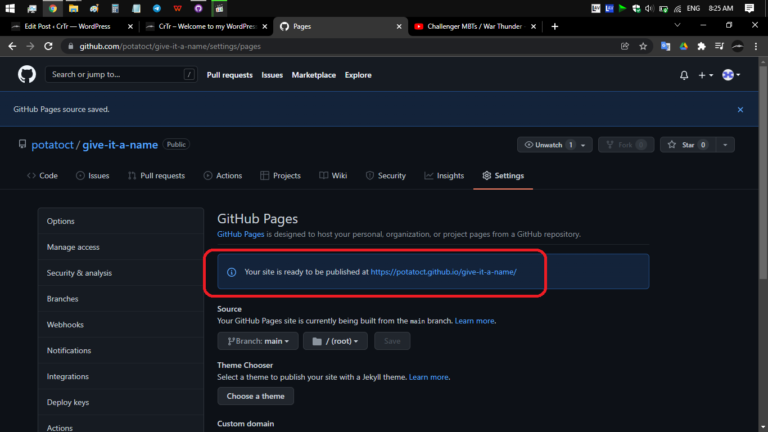 ENG 8:25 AM
Edit Post ‹ CrTr — WordPress
CrTr – Welcome to my WordPres
Pages
Challenger MBTs / War Thunder
github.com/potatoct/give-it-a-name/settings/pages
Search or jump to... /
Pull requests Issues Marketplace Explore
GitHub Pages source saved.
potatoct / give-it-a-name Public
Unwatch 1 Fork 0 Star 0
Code Issues Pull requests Actions Projects Wiki Security Insights Settings
Options
Manage access
Security & analysis
Branches
Webhooks
Notifications
Integrations
Deploy keys
Actions
GitHub Pages
GitHub Pages is designed to host your personal, organization, or project pages from a GitHub repository.
Your site is ready to be published at https://potatoct.github.io/give-it-a-name/
Source
Your GitHub Pages site is currently being built from the main branch. Learn more.
Branch: main / (root) Save
Theme Chooser
Select a theme to publish your site with a Jekyll theme. Learn more.
Choose a theme
Custom domain